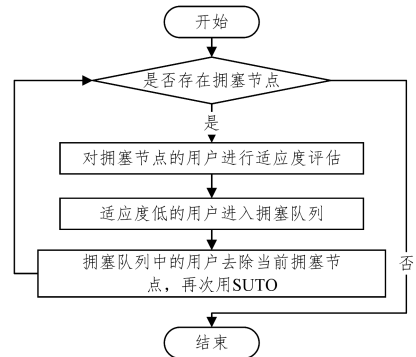 开始
是否存在拥塞节点
是
对拥塞节点的用户进行适应度评估
适应度低的用户进入拥塞队列
拥塞队列中的用户去除当前拥塞节
点，再次用SUTO
否
结束